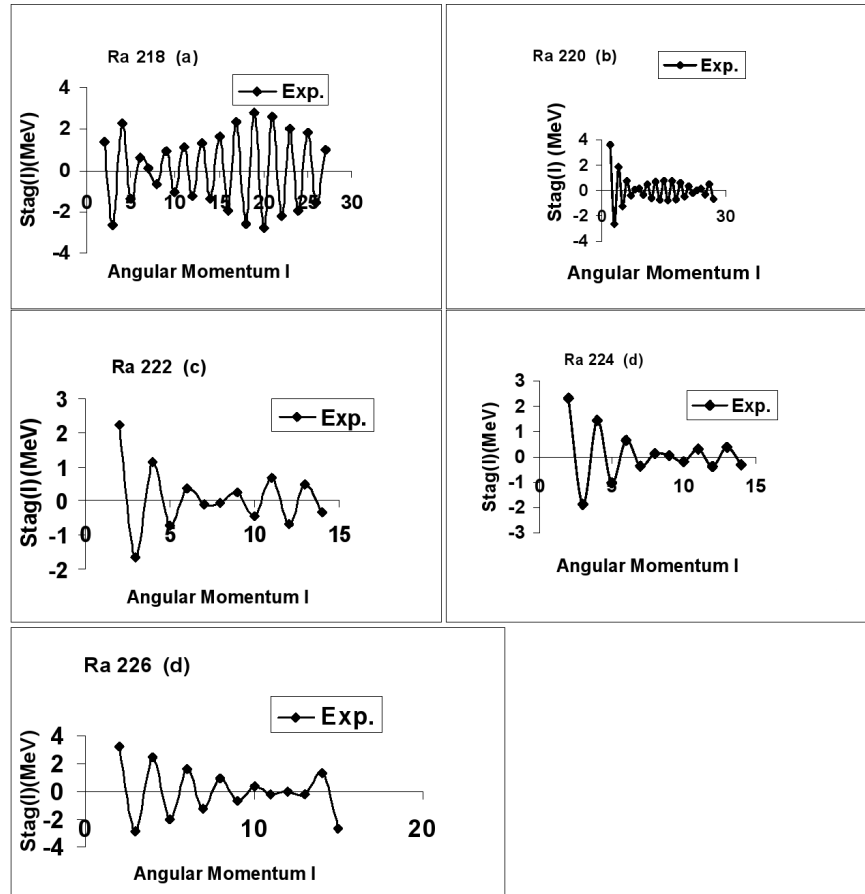 Ra 218 (a)
Exp.
Stag(I)(MeV)
4
2
0
-2
-4
0 5 10 15 20 25 30
Angular Momentum I
Ra 220 (b)
Exp.
Stag(I) (MeV)
4
2
0
-2
-4
0 30
Angular Momentum I
Ra 222 (c)
Exp.
Stag(I)(MeV)
3
2
1
0
-1
-2
0 5 10 15
Angular Momentum I
Ra 224 (d)
Exp.
Stag(I)(MeV)
3
2
1
0
-1
-2
-3
0 5 10 15
Angular Momentum I
Ra 226 (d)
Exp.
Stag(I)(MeV)
4
2
0
-2
-4
0 10 20
Angular Momentum I